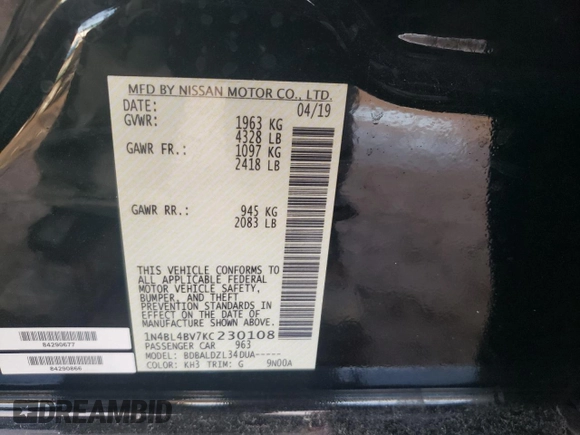 MFD BY NISSAN MOTOR CO., LTD.
DATE: 04/19
GVWR: 1963 KG
4328 LB
GAWR FR: 1097 KG
2418 LB
GAWR RR: 945 KG
2083 LB
THIS VEHICLE CONFORMS TO
ALL APPLICABLE FEDERAL
MOTOR VEHICLE SAFETY,
BUMPER, AND THEFT
PREVENTION STANDARDS IN EFFECT
ON THE DATE OF MANUFACTURE
SHOWN ABOVE.
1N4BL4BV7KC230108
PASSENGER CAR 963
MODEL: BDBALDZL34DUA-----
COLOR: KH3 TRIM: G 9N00A
84290677
84290666
DREAMBID